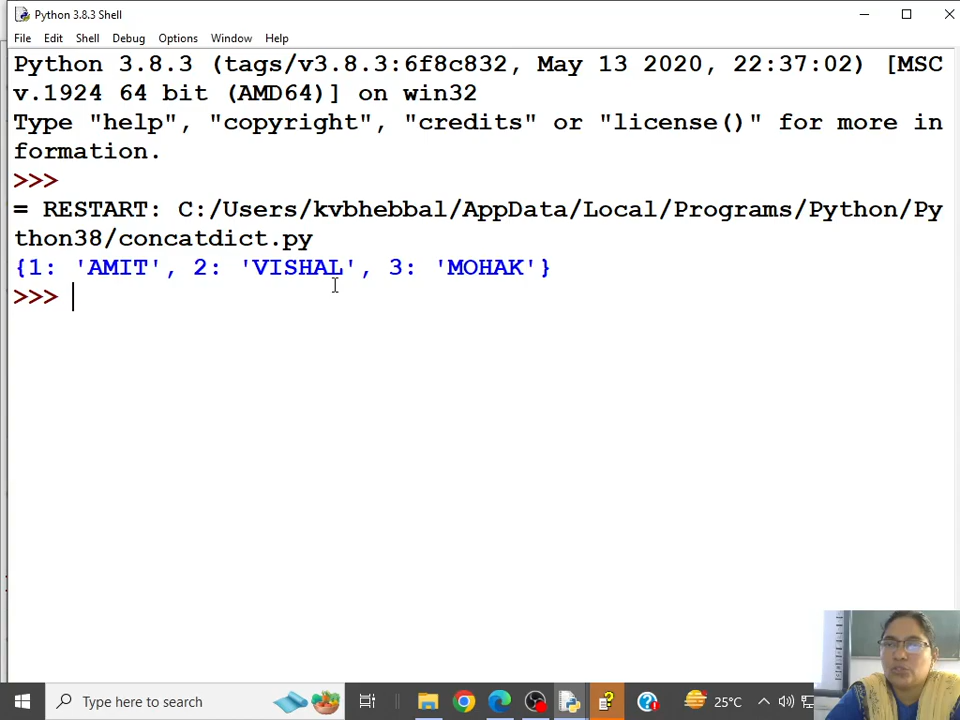 Python 3.8.3 Shell
File Edit Shell Debug Options Window Help
Python 3.8.3 (tags/v3.8.3:6f8c832, May 13 2020, 22:37:02) [MSC
v.1924 64 bit (AMD64)] on win32
Type "help", "copyright", "credits" or "license()" for more in
formation.
>>>
= RESTART: C:/Users/kvbhebbal/AppData/Local/Programs/Python/Py
thon38/concatdict.py
{1: 'AMIT', 2: 'VISHAL', 3: 'MOHAK'}
>>>
Type here to search
25°C